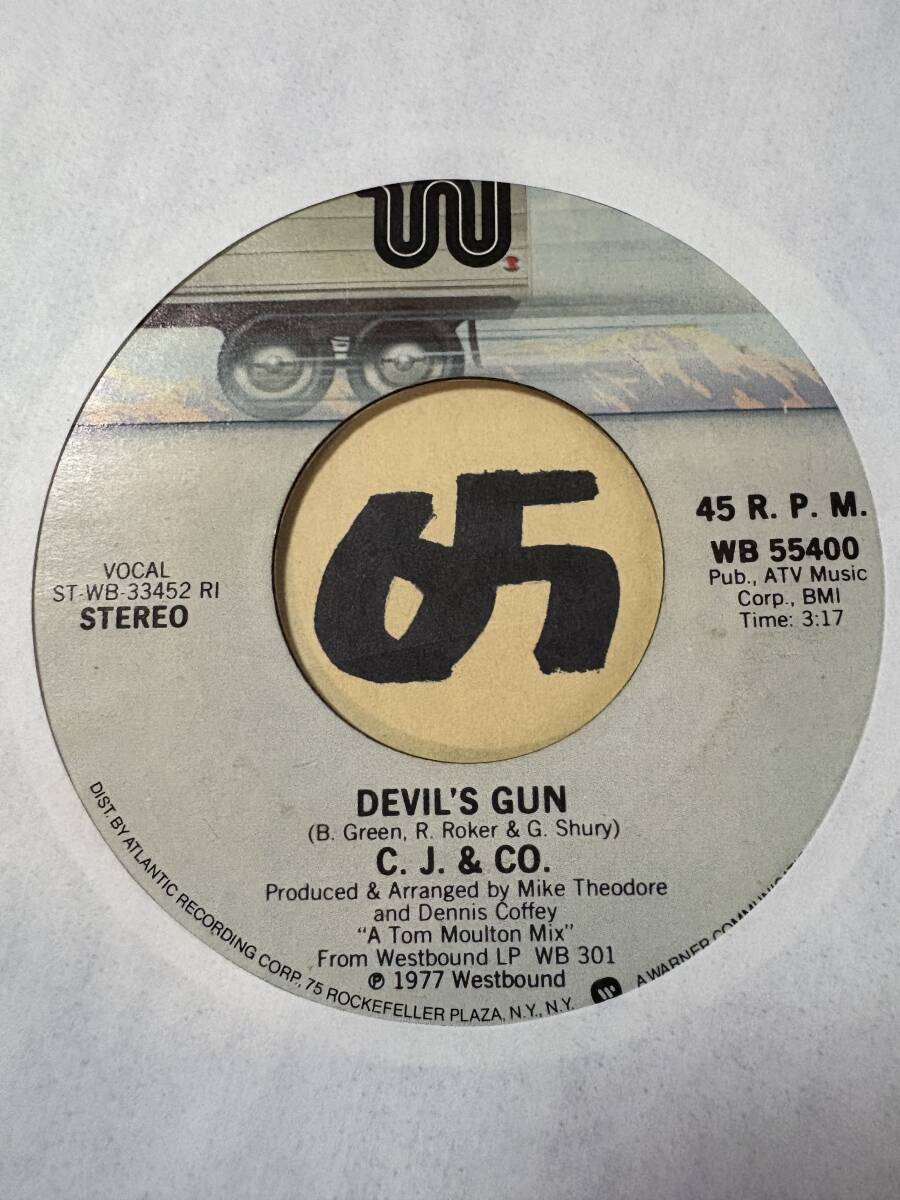 W
65
45 R. P. M.
WB 55400
Pub., ATV Music
Corp., BMI
Time: 3:17
VOCAL
ST-WB-33452 RI
STEREO
DEVIL'S GUN
(B. Green, R. Roker & G. Shury)
C. J. & CO.
Produced & Arranged by Mike Theodore
and Dennis Coffey
"A Tom Moulton Mix"
From Westbound LP WB 301
℗ 1977 Westbound
DIST. BY ATLANTIC RECORDING CORP., 75 ROCKEFELLER PLAZA, N.Y., N.Y.
A WARNER